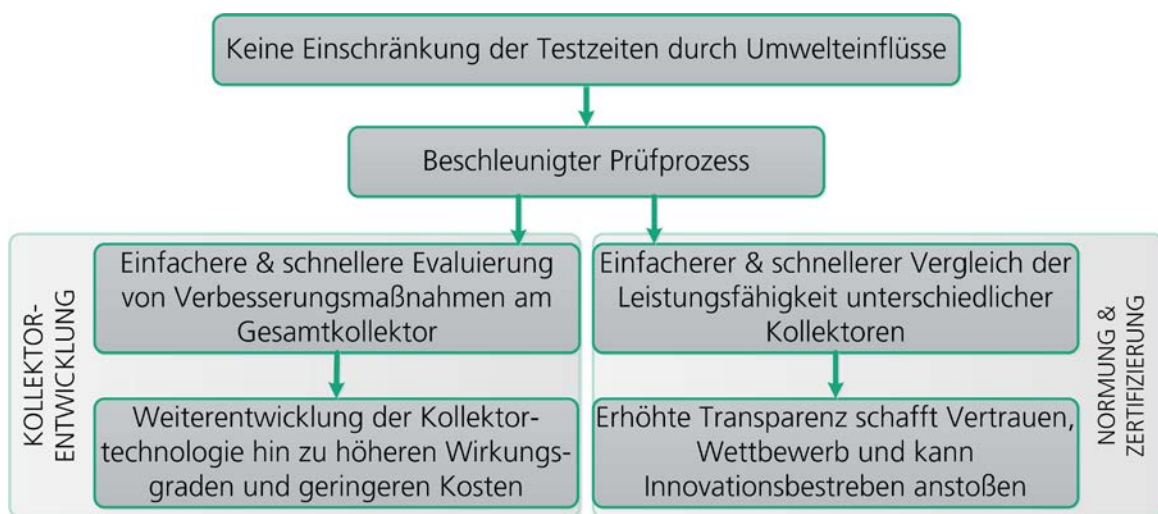 Keine Einschränkung der Testzeiten durch Umwelteinflüsse
Beschleunigter Prüfprozess
KOLLEKTOR-
ENTWICKLUNG
Einfachere & schnellere Evaluierung
von Verbesserungsmaßnahmen am
Gesamtkollektor
Weiterentwicklung der Kollektor-
technologie hin zu höheren Wirkungs-
graden und geringeren Kosten
Einfacherer & schnellerer Vergleich der
Leistungsfähigkeit unterschiedlicher
Kollektoren
Erhöhte Transparenz schafft Vertrauen,
Wettbewerb und kann
Innovationsbestreben anstoßen
NORMUNG &
ZERTIFIZIERUNG